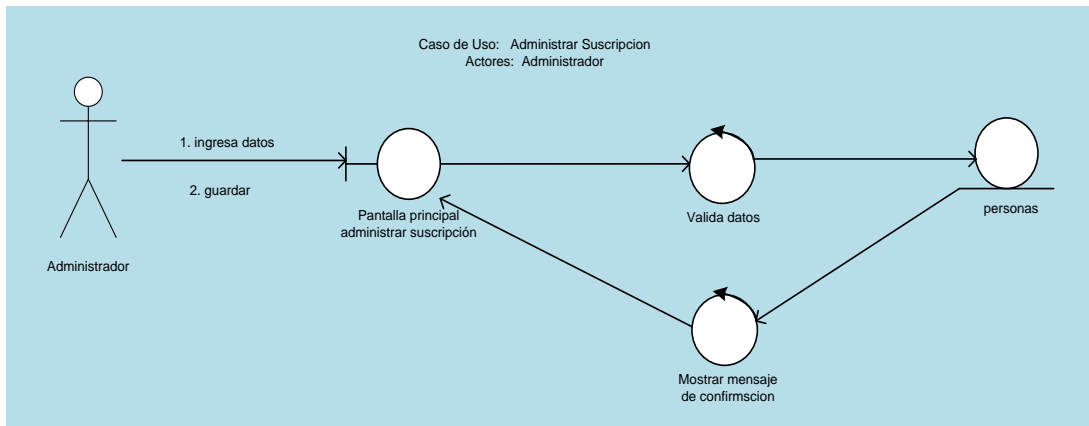 Caso de Uso: Administrar Suscripcion
Actores: Administrador
1. ingresa datos
2. guardar
Administrador
Pantalla principal
administrar suscripción
Valida datos
personas
Mostrar mensaje
de confirmscion